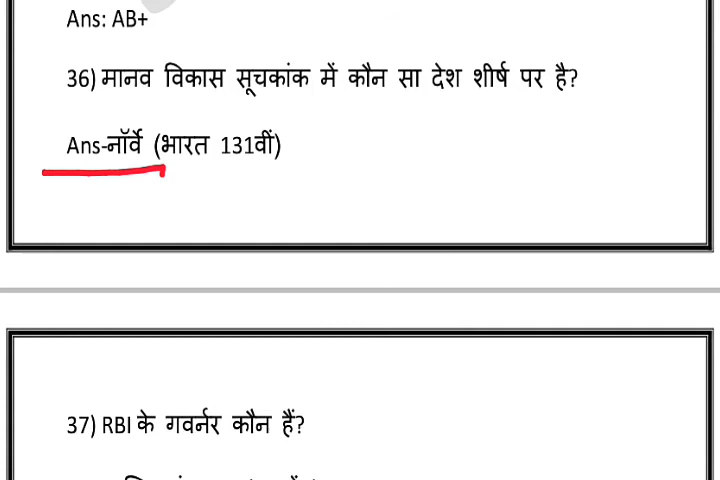 Ans: AB+
36) मानव विकास सूचकांक में कौन सा देश शीर्ष पर है?
Ans-नॉर्वे (भारत 131वीं)
37) RBI के गवर्नर कौन हैं?